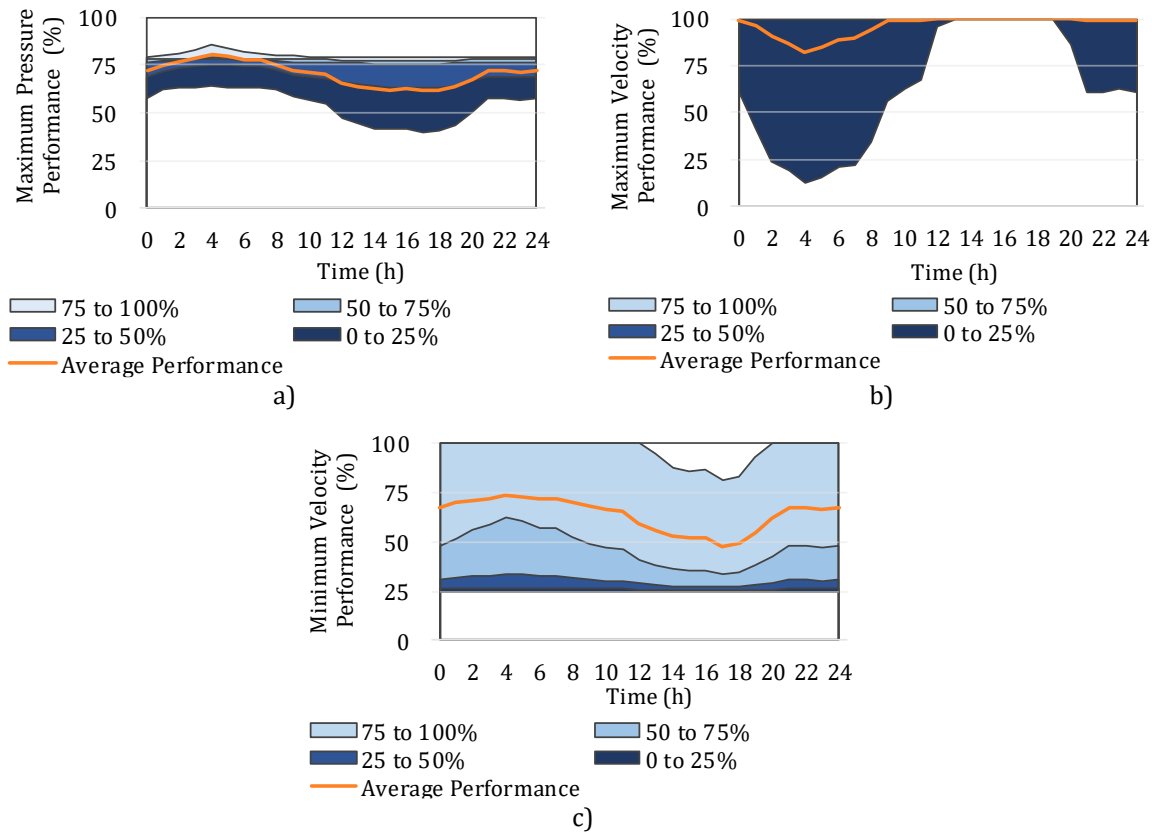 Maximum Pressure
Performance (%)
100
75
50
25
0
0 2 4 6 8 10 12 14 16 18 20 22 24
Time (h)
75 to 100%
50 to 75%
25 to 50%
0 to 25%
Average Performance
a)
Maximum Velocity
Performance (%)
100
75
50
25
0
0 2 4 6 8 10 12 14 16 18 20 22 24
Time (h)
75 to 100%
50 to 75%
25 to 50%
0 to 25%
Average Performance
b)
Minimum Velocity
Performance (%)
100
75
50
25
0
0 2 4 6 8 10 12 14 16 18 20 22 24
Time (h)
75 to 100%
50 to 75%
25 to 50%
0 to 25%
Average Performance
c)